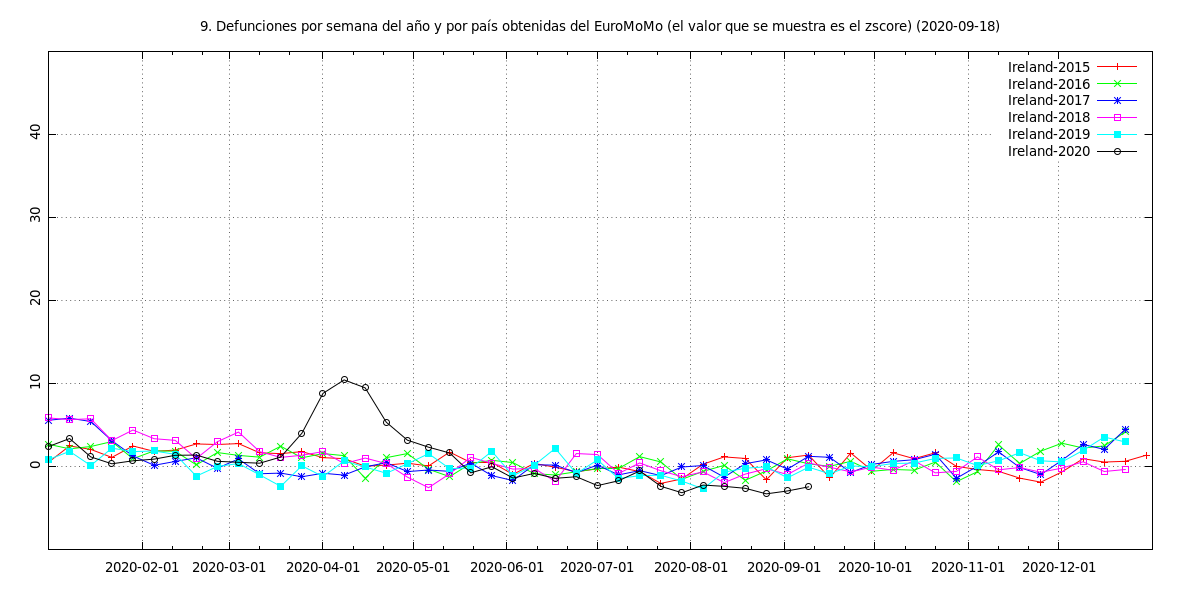 9. Defunciones por semana del año y por país obtenidas del EuroMoMo (el valor que se muestra es el zscore) (2020-09-18)
Ireland-2015
Ireland-2016
Ireland-2017
Ireland-2018
Ireland-2019
Ireland-2020
40
30
20
10
0
2020-02-01 2020-03-01 2020-04-01 2020-05-01 2020-06-01 2020-07-01 2020-08-01 2020-09-01 2020-10-01 2020-11-01 2020-12-01